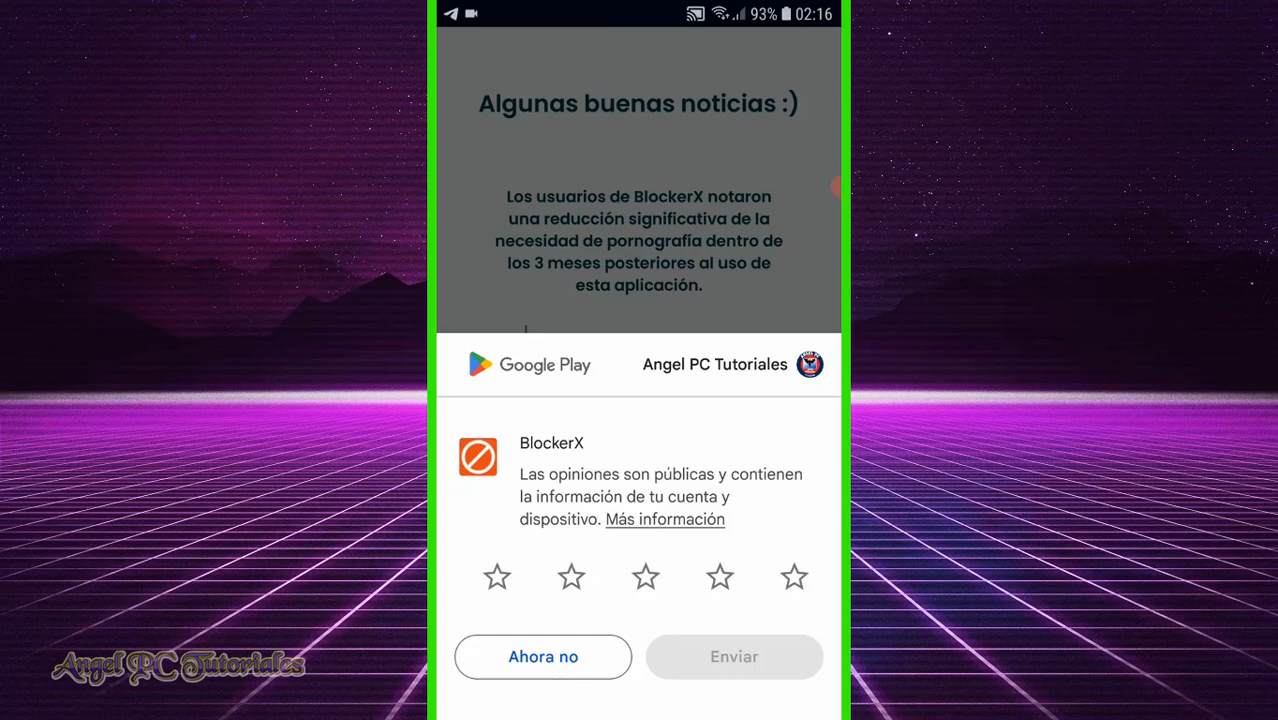 93% 02:16
Algunas buenas noticias :)
Los usuarios de BlockerX notaron
una reducción significativa de la
necesidad de pornografía dentro de
los 3 meses posteriores al uso de
esta aplicación.
Google Play
Angel PC Tutoriales
BlockerX
Las opiniones son públicas y contienen
la información de tu cuenta y
dispositivo. Más información
Ahora no
Enviar
Angel PC Tutoriales